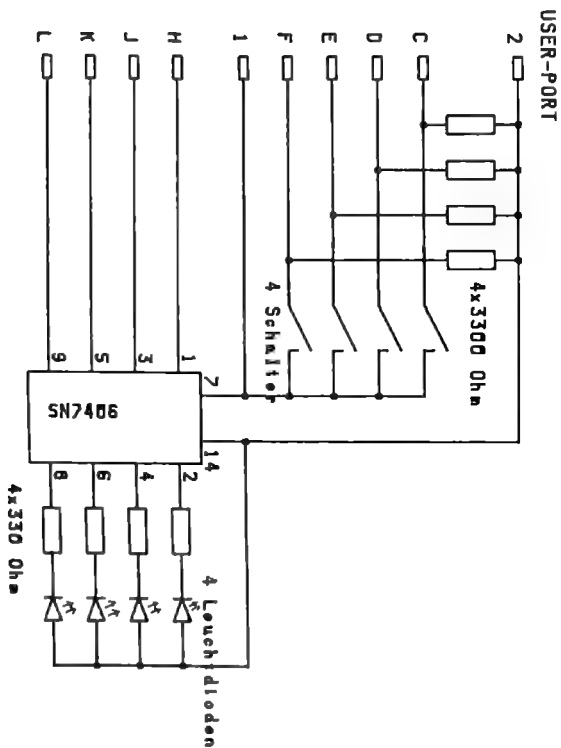 USER-PORT
2
C
D
E
F
1
H
J
K
L
4x3300 Ohm
4 Schalter
7
14
1
3
5
9
SN7406
2
4
6
8
4x330 Ohm
4 Leuchtdioden